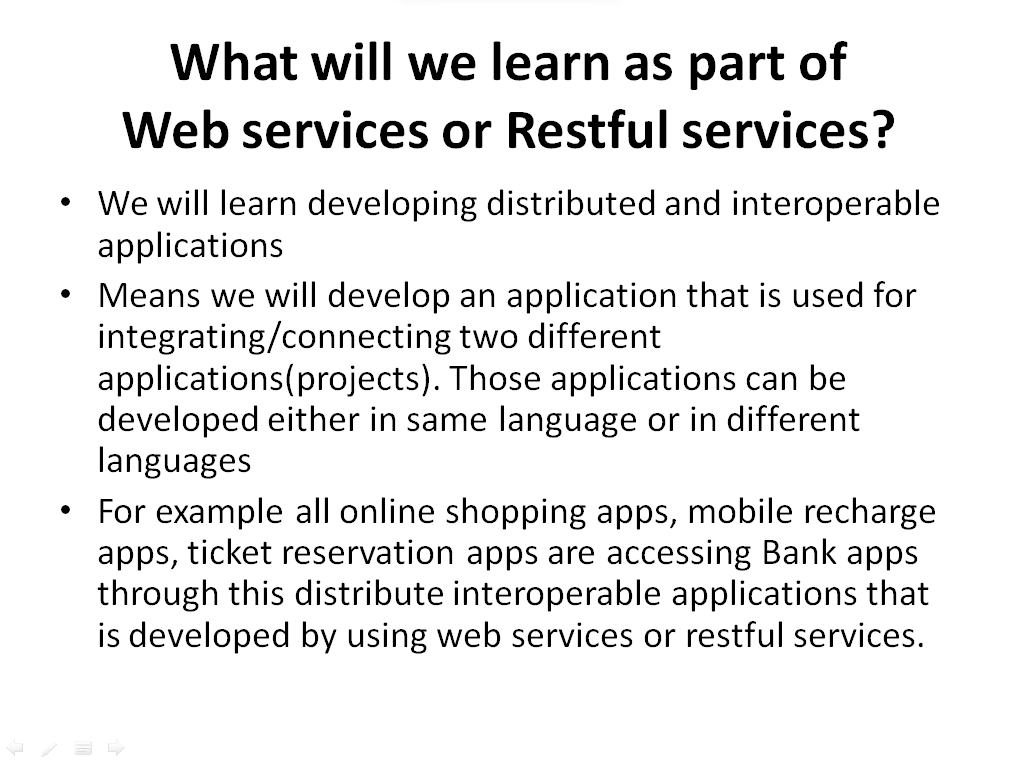 What will we learn as part of
Web services or Restful services?
• We will learn developing distributed and interoperable
applications
• Means we will develop an application that is used for
integrating/connecting two different
applications(projects). Those applications can be
developed either in same language or in different
languages
• For example all online shopping apps, mobile recharge
apps, ticket reservation apps are accessing Bank apps
through this distribute interoperable applications that
is developed by using web services or restful services.